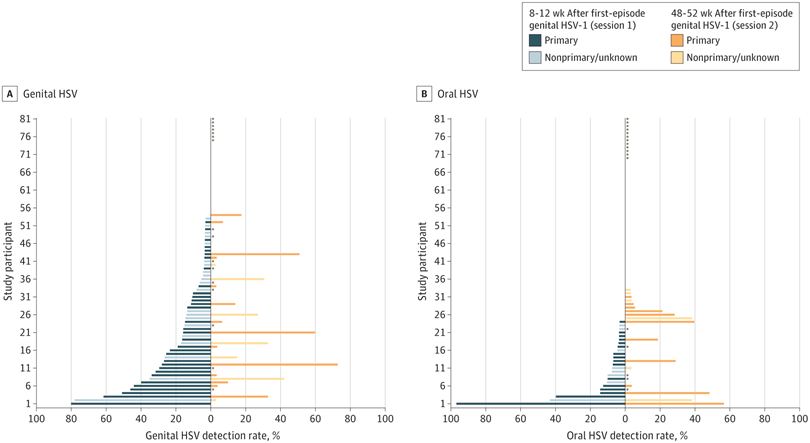 8-12 wk After first-episode
genital HSV-1 (session 1)
Primary
Nonprimary/unknown
48-52 wk After first-episode
genital HSV-1 (session 2)
Primary
Nonprimary/unknown
A Genital HSV
Study participant
81
76
71
66
61
56
51
46
41
36
31
26
21
16
11
6
1
100 80 60 40 20 0 20 40 60 80 100
Genital HSV detection rate, %
B Oral HSV
Study participant
81
76
71
66
61
56
51
46
41
36
31
26
21
16
11
6
1
100 80 60 40 20 0 20 40 60 80 100
Oral HSV detection rate, %